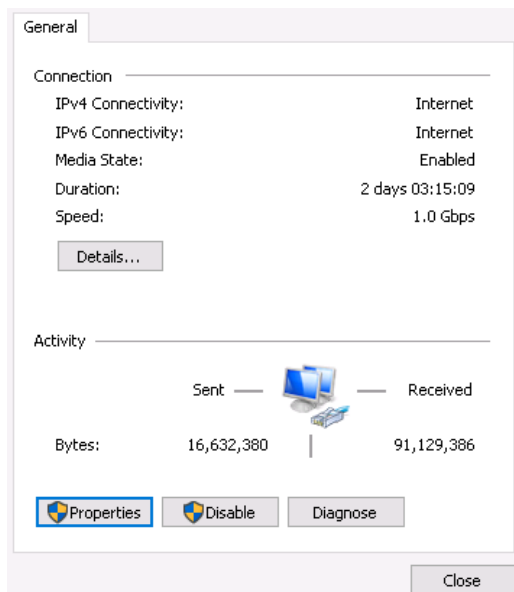 General
Connection
IPv4 Connectivity: Internet
IPv6 Connectivity: Internet
Media State: Enabled
Duration: 2 days 03:15:09
Speed: 1.0 Gbps
Details...
Activity
Sent Received
Bytes: 16,632,380 91,129,386
Properties Disable Diagnose
Close